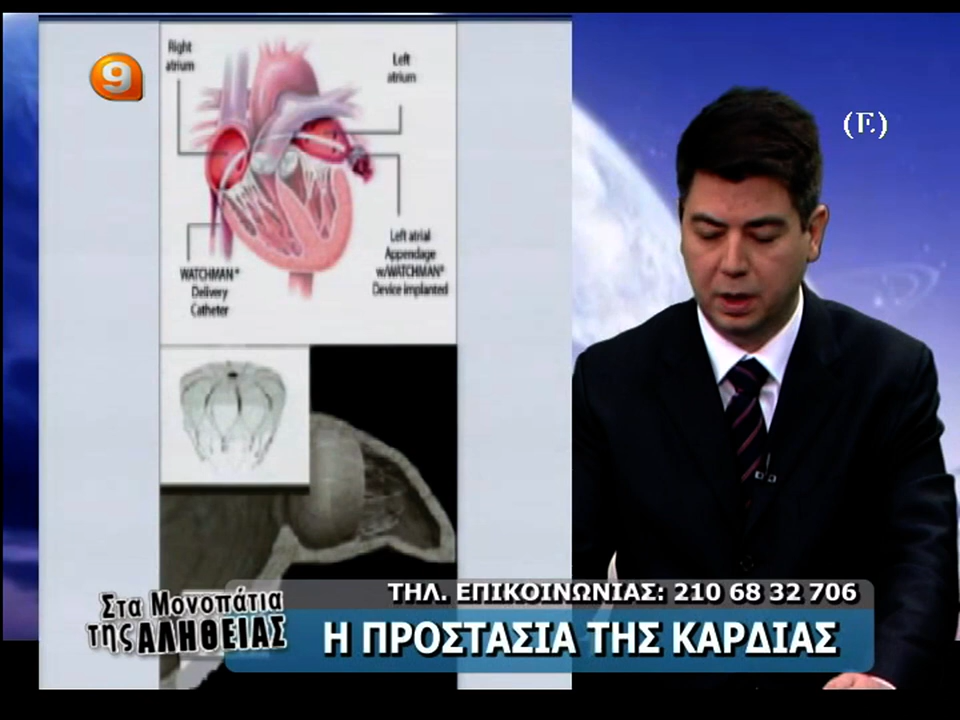 9
(E)
Right
atrium
Left
atrium
WATCHMAN®
Delivery
Catheter
Left atrial
Appendage
w/WATCHMAN®
Device implanted
Στα Μονοπάτια
της ΑΛΗΘΕΙΑΣ
ΤΗΛ. ΕΠΙΚΟΙΝΩΝΙΑΣ: 210 68 32 706
Η ΠΡΟΣΤΑΣΙΑ ΤΗΣ ΚΑΡΔΙΑΣ